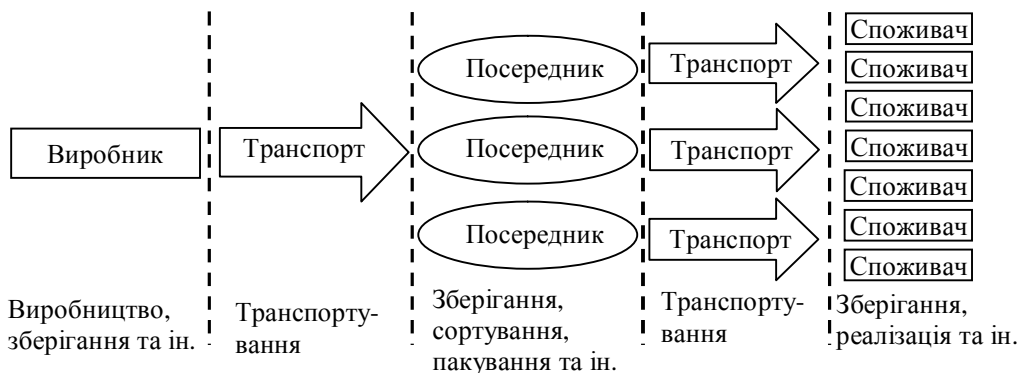 Виробник
Транспорт
Посередник
Посередник
Посередник
Транспорт
Транспорт
Транспорт
Споживач
Споживач
Споживач
Споживач
Споживач
Споживач
Споживач
Виробництво,
зберігання та ін.
Транспорту-
вання
Зберігання,
сортування,
пакування та ін.
Транспорту-
вання
Зберігання,
реалізація та ін.